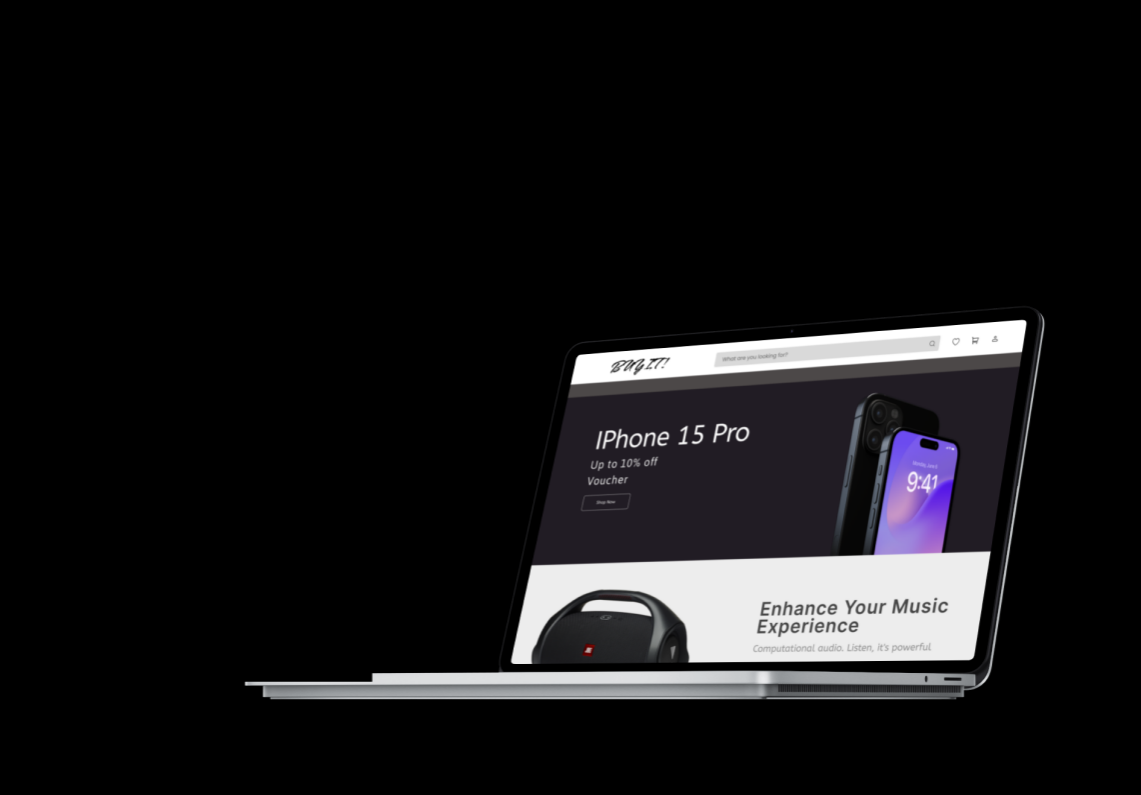 BUY IT!
What are you looking for?
IPhone 15 Pro
Up to 10% off
Voucher
Shop Now
9:41
Enhance Your Music
Experience
Computational audio. Listen, it's powerful